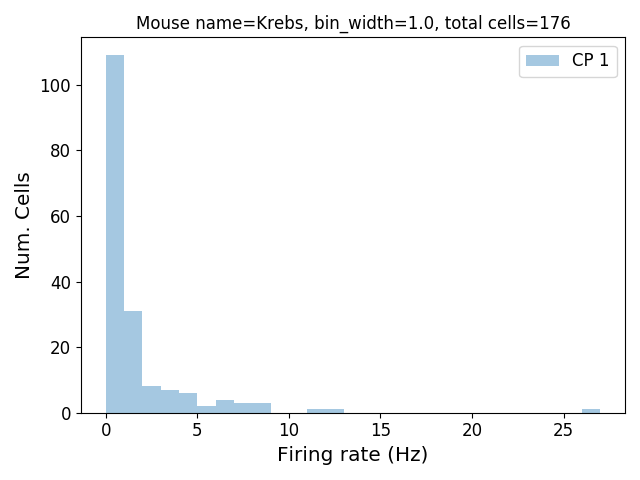 Mouse name=Krebs, bin_width=1.0, total cells=176
CP 1
100
80
60
40
20
0
Num. Cells
0 5 10 15 20 25
Firing rate (Hz)